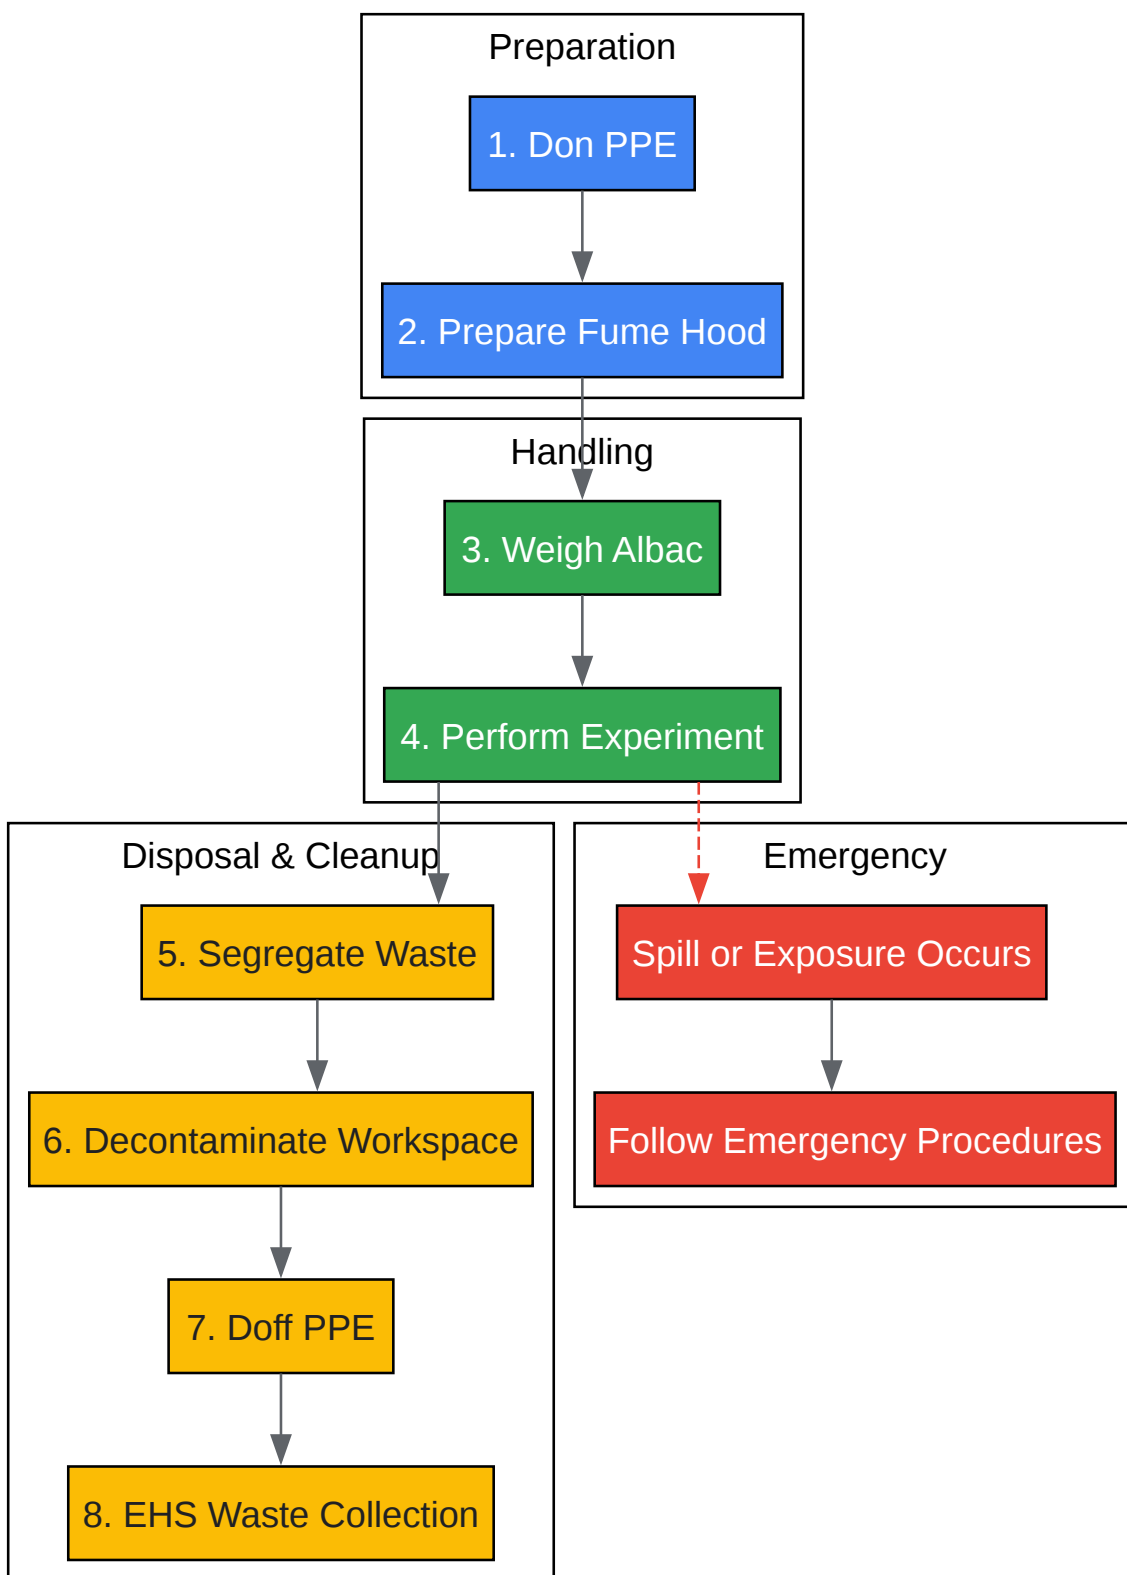 Preparation
1. Don PPE
2. Prepare Fume Hood
Handling
3. Weigh Albac
4. Perform Experiment
Disposal & Cleanup
5. Segregate Waste
6. Decontaminate Workspace
7. Doff PPE
8. EHS Waste Collection
Emergency
Spill or Exposure Occurs
Follow Emergency Procedures